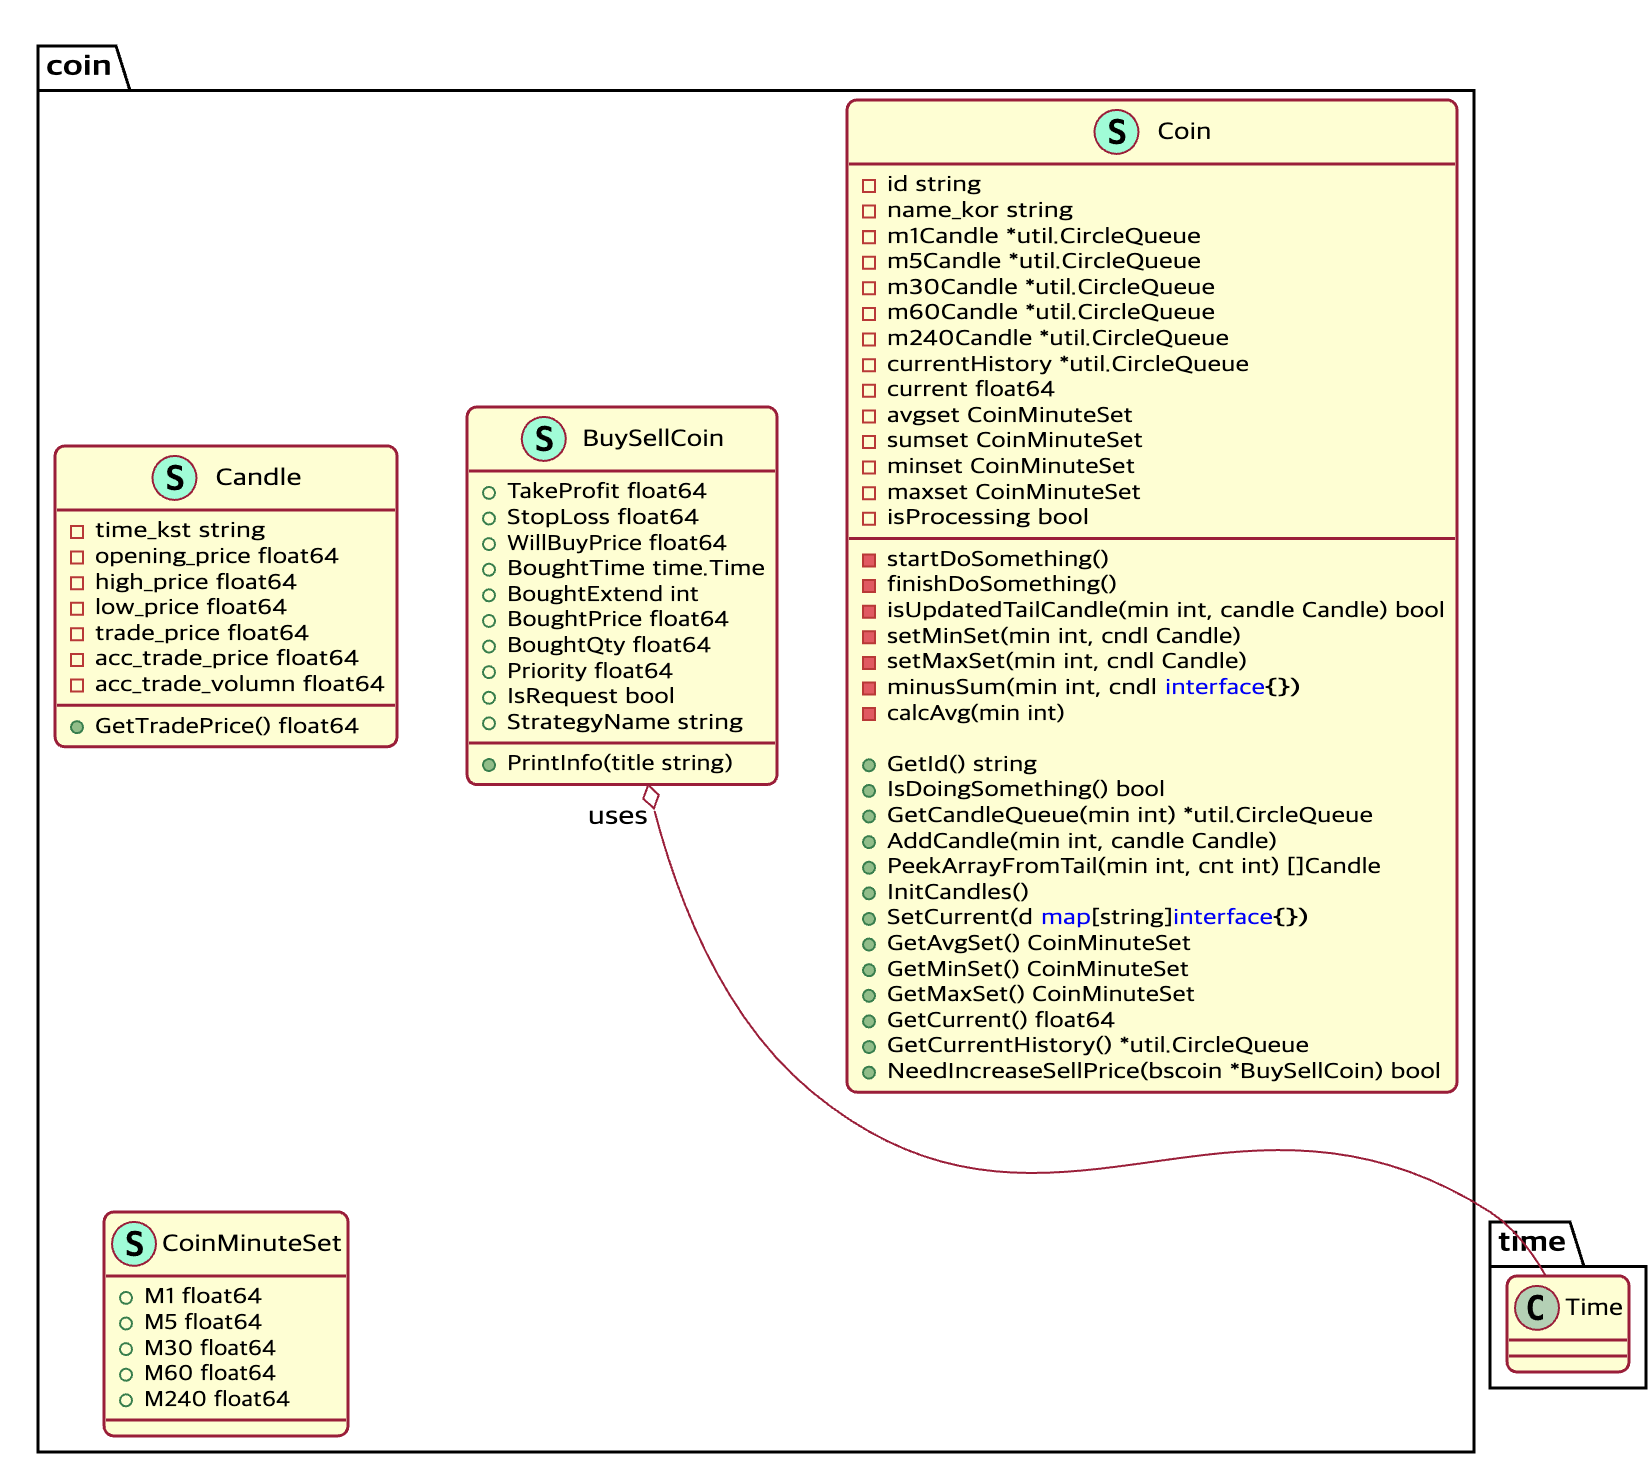 coin
S Coin
id string
name_kor string
m1Candle *util.CircleQueue
m5Candle *util.CircleQueue
m30Candle *util.CircleQueue
m60Candle *util.CircleQueue
m240Candle *util.CircleQueue
currentHistory *util.CircleQueue
current float64
avgset CoinMinuteSet
sumset CoinMinuteSet
minset CoinMinuteSet
maxset CoinMinuteSet
isProcessing bool
startDoSomething()
finishDoSomething()
isUpdatedTailCandle(min int, candle Candle) bool
setMinSet(min int, cndl Candle)
setMaxSet(min int, cndl Candle)
minusSum(min int, cndl interface{})
calcAvg(min int)
GetId() string
IsDoingSomething() bool
GetCandleQueue(min int) *util.CircleQueue
AddCandle(min int, candle Candle)
PeekArrayFromTail(min int, cnt int) []Candle
InitCandles()
SetCurrent(d map[string]interface{})
GetAvgSet() CoinMinuteSet
GetMinSet() CoinMinuteSet
GetMaxSet() CoinMinuteSet
GetCurrent() float64
GetCurrentHistory() *util.CircleQueue
NeedIncreaseSellPrice(bscoin *BuySellCoin) bool
S BuySellCoin
TakeProfit float64
StopLoss float64
WillBuyPrice float64
BoughtTime time.Time
BoughtExtend int
BoughtPrice float64
BoughtQty float64
Priority float64
IsRequest bool
StrategyName string
PrintInfo(title string)
uses
S Candle
time_kst string
opening_price float64
high_price float64
low_price float64
trade_price float64
acc_trade_price float64
acc_trade_volumn float64
GetTradePrice() float64
S CoinMinuteSet
M1 float64
M5 float64
M30 float64
M60 float64
M240 float64
time
C Time